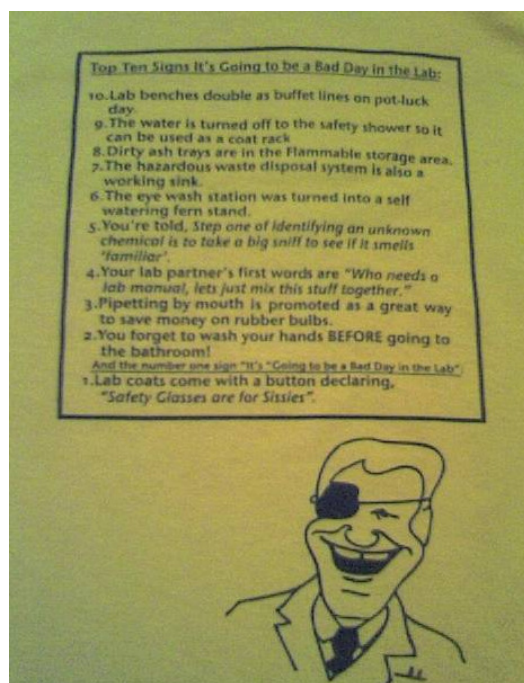 Top Ten Signs It's Going to be a Bad Day in the Lab:
10.Lab benches double as buffet lines on pot-luck
day.
9.The water is turned off to the safety shower so it
can be used as a coat rack
8.Dirty ash trays are in the Flammable storage area.
7.The hazardous waste disposal system is also a
working sink.
6.The eye wash station was turned into a self
watering fern stand.
5.You're told, Step one of identifying an unknown
chemical is to take a big sniff to see if it smells
'familiar'.
4.Your lab partner's first words are "Who needs a
lab manual, lets just mix this stuff together."
3.Pipetting by mouth is promoted as a great way
to save money on rubber bulbs.
2.You forget to wash your hands BEFORE going to
the bathroom!
And the number one sign "It's "Going to be a Bad Day in the Lab":
1.Lab coats come with a button declaring,
"Safety Glasses are for Sissies".